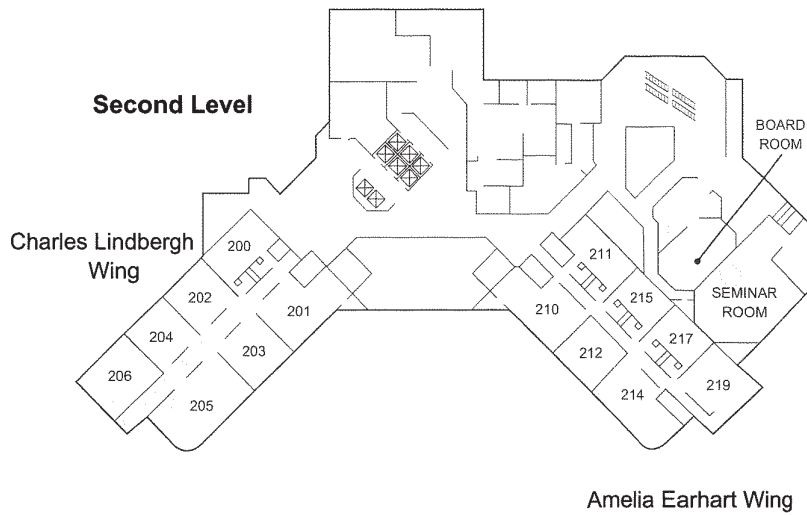 Second Level
BOARD
ROOM
Charles Lindbergh
Wing
200
202
204
206
201
203
205
211
215
217
219
210
212
214
SEMINAR
ROOM
Amelia Earhart Wing